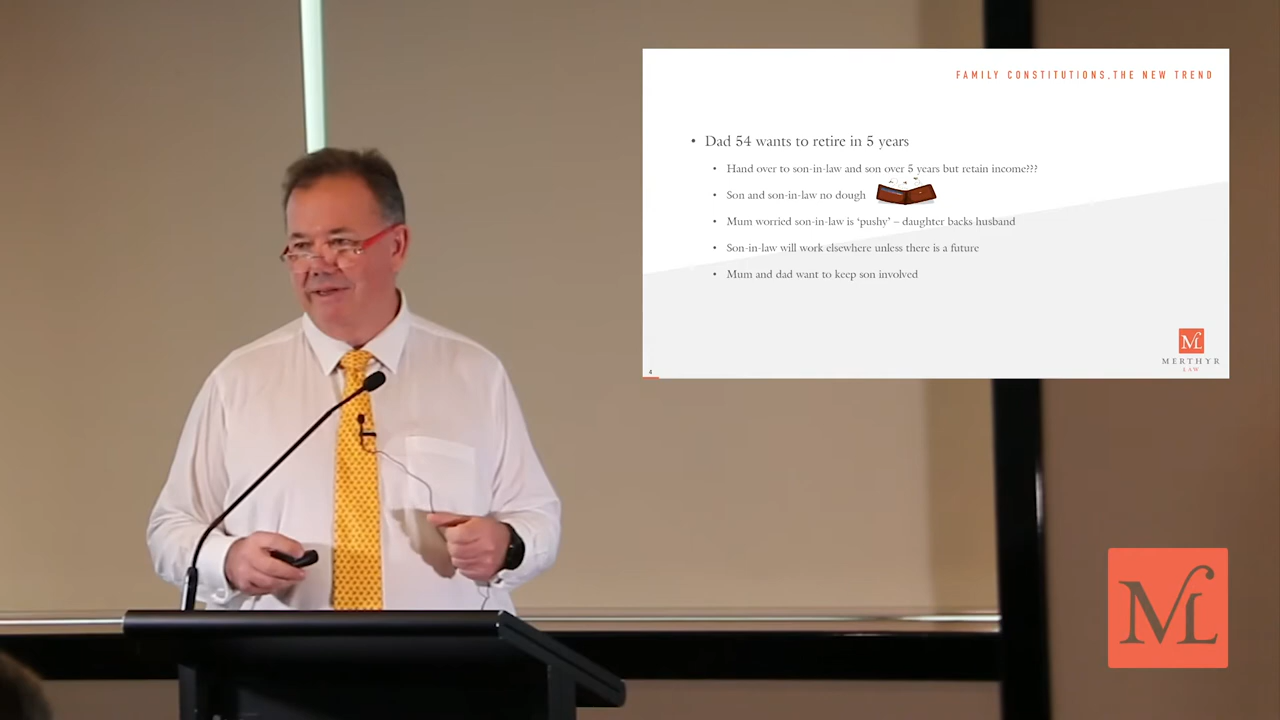 FAMILY CONSTITUTIONS.THE NEW TREND
• Dad 54 wants to retire in 5 years
• Hand over to son-in-law and son over 5 years but retain income???
• Son and son-in-law no dough
• Mum worried son-in-law is ‘pushy’ – daughter backs husband
• Son-in-law will work elsewhere unless there is a future
• Mum and dad want to keep son involved
ML
MERTHYR
LAW
4
ML